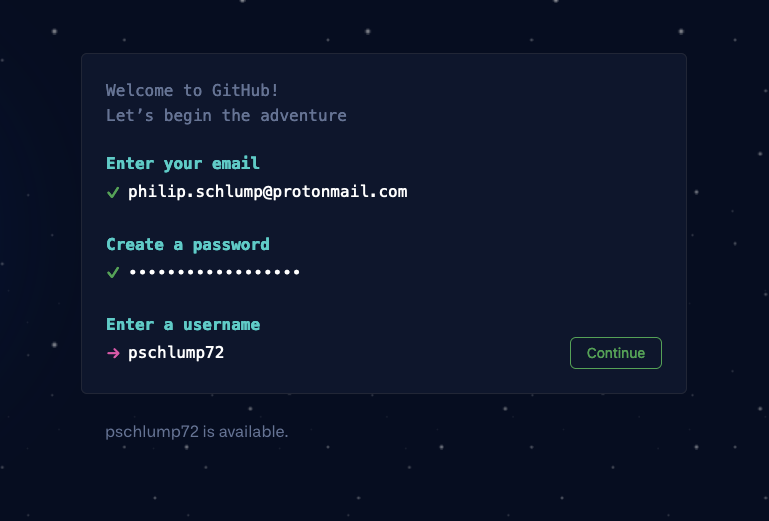 Welcome to GitHub!
Let’s begin the adventure
Enter your email
✓ philip.schlump@protonmail.com
Create a password
✓ ••••••••••••••••••
Enter a username
→ pschlump72
Continue
pschlump72 is available.